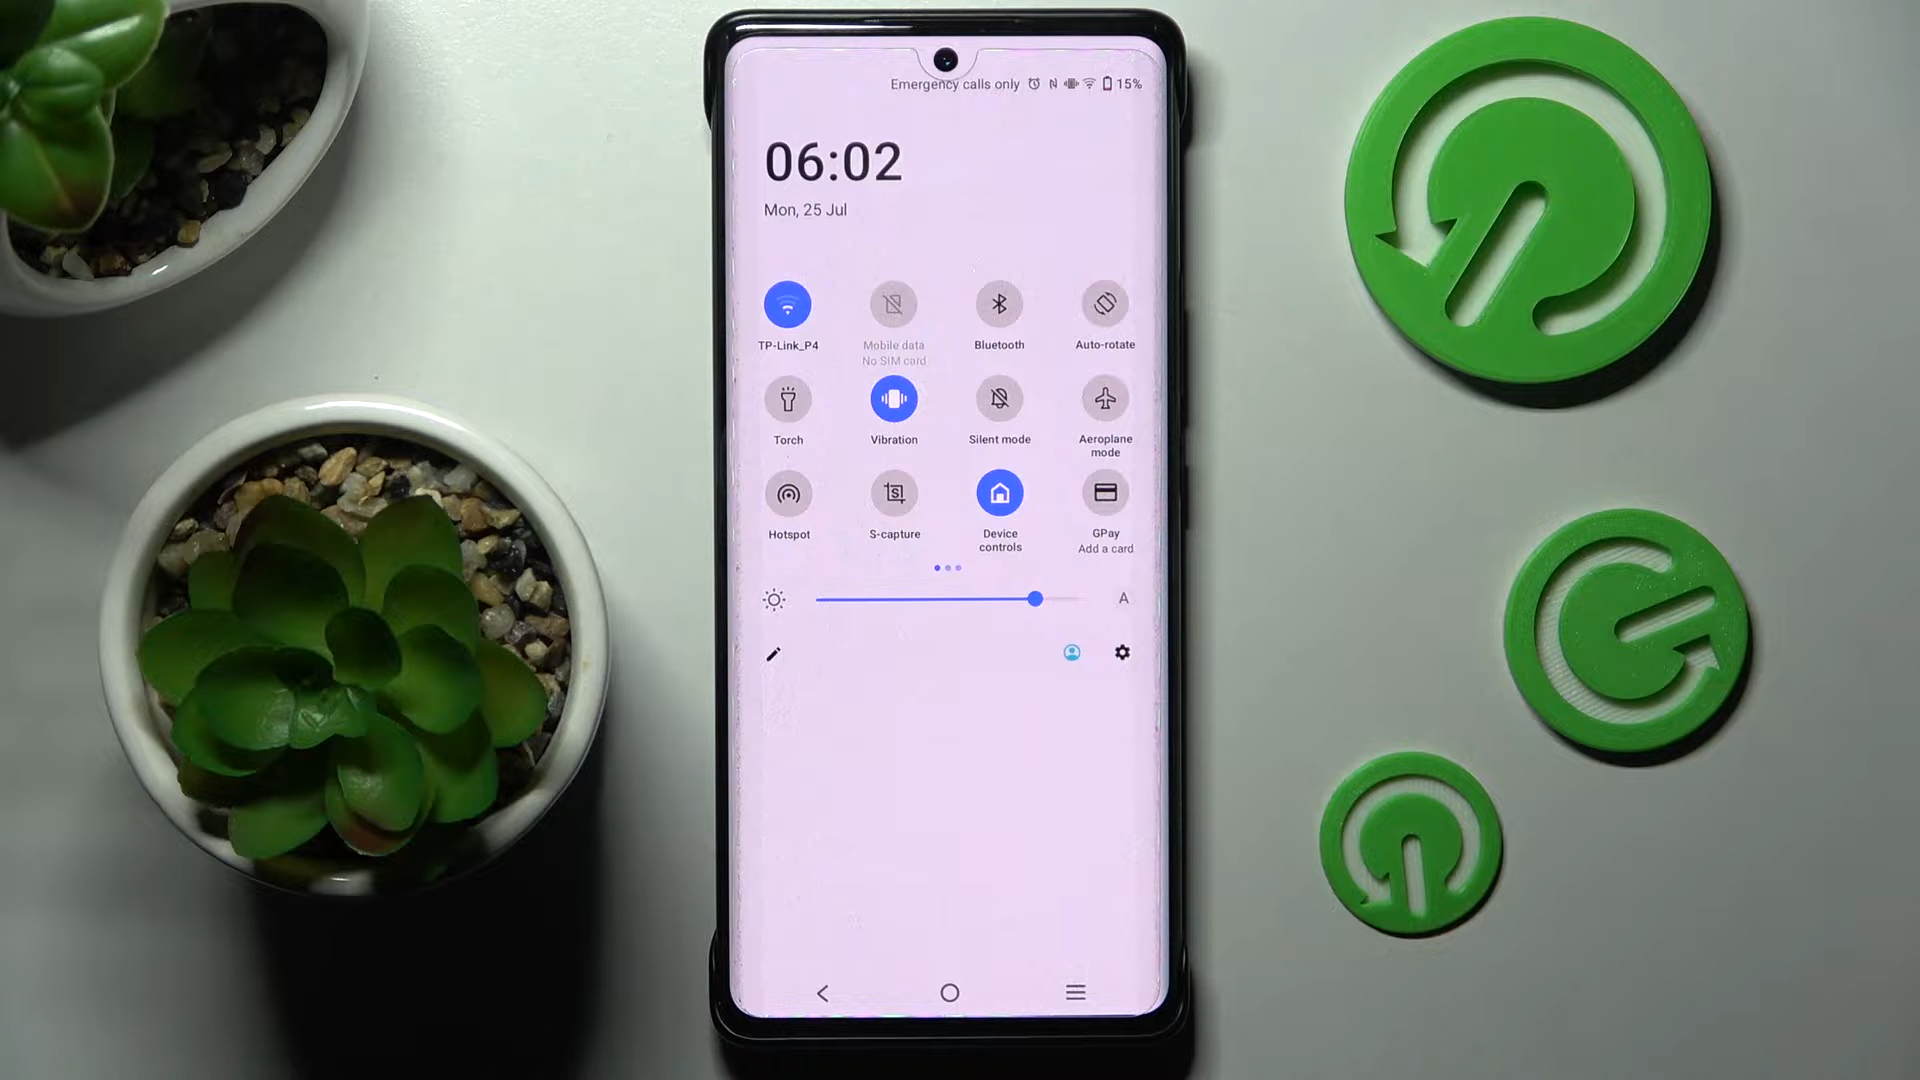 Emergency calls only 15%
06:02
Mon, 25 Jul
TP-Link_P4
Mobile data
No SIM card
Bluetooth
Auto-rotate
Torch
Vibration
Silent mode
Aeroplane
mode
Hotspot
S-capture
Device
controls
GPay
Add a card
A